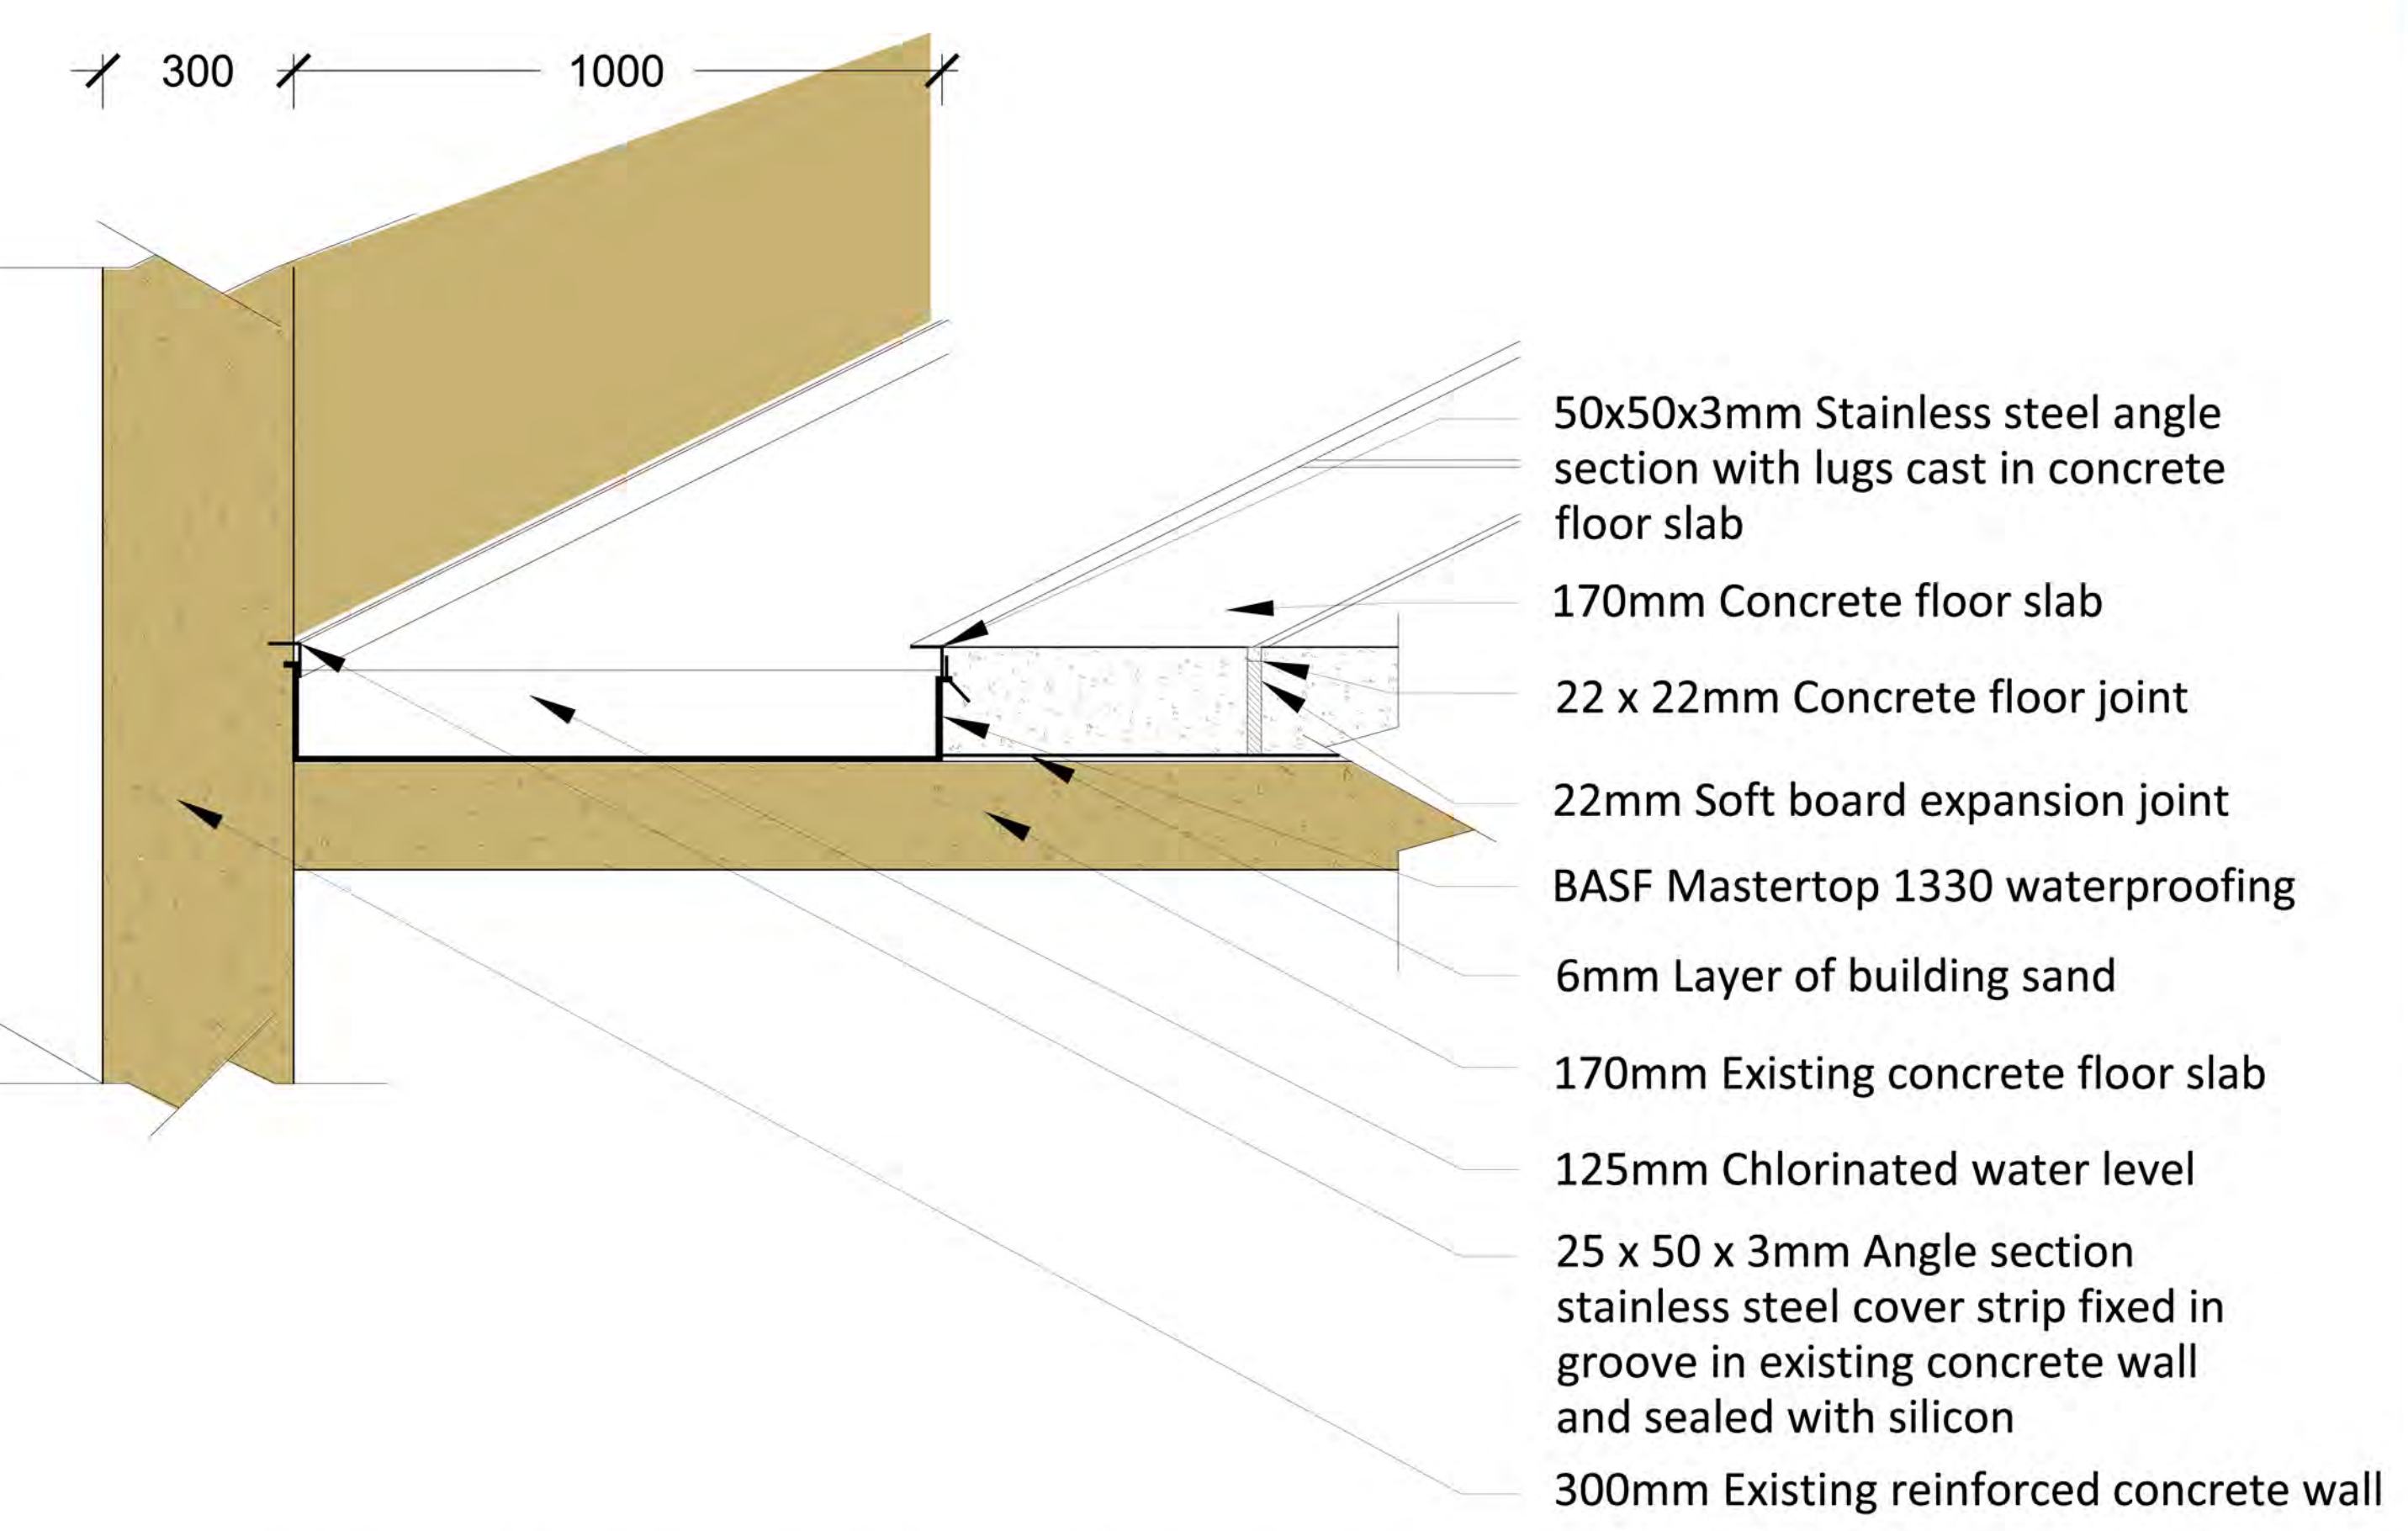 300
1000
50x50x3mm Stainless steel angle
section with lugs cast in concrete
floor slab
170mm Concrete floor slab
22 x 22mm Concrete floor joint
22mm Soft board expansion joint
BASF Mastertop 1330 waterproofing
6mm Layer of building sand
170mm Existing concrete floor slab
125mm Chlorinated water level
25 x 50 x 3mm Angle section
stainless steel cover strip fixed in
groove in existing concrete wall
and sealed with silicon
300mm Existing reinforced concrete wall